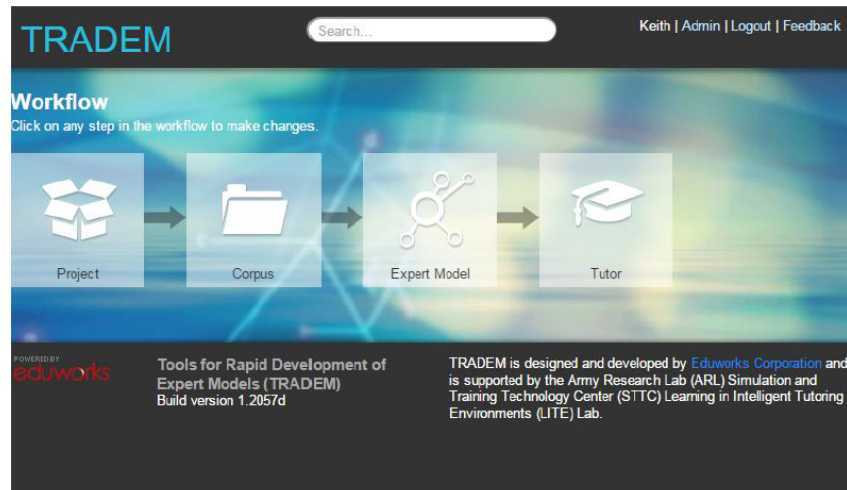 TRADEM
Search...
Keith | Admin | Logout | Feedback
Workflow
Click on any step in the workflow to make changes.
Project
Corpus
Expert Model
Tutor
POWERED BY
eduworks
Tools for Rapid Development of
Expert Models (TRADEM)
Build version 1.2057d
TRADEM is designed and developed by Eduworks Corporation and
is supported by the Army Research Lab (ARL) Simulation and
Training Technology Center (STTC) Learning in Intelligent Tutoring
Environments (LITE) Lab.